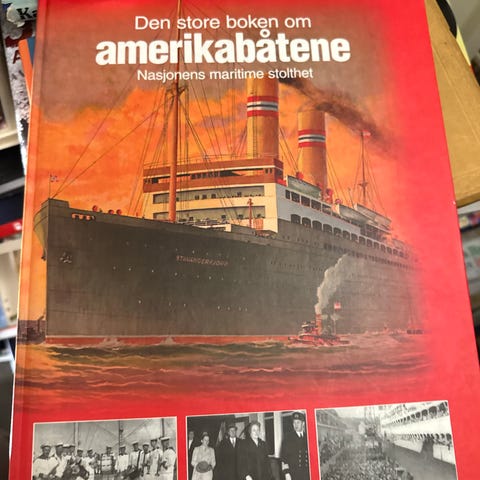 Den store boken om
amerikabåtene
Nasjonens maritime stolthet
STAVANGERFJORD